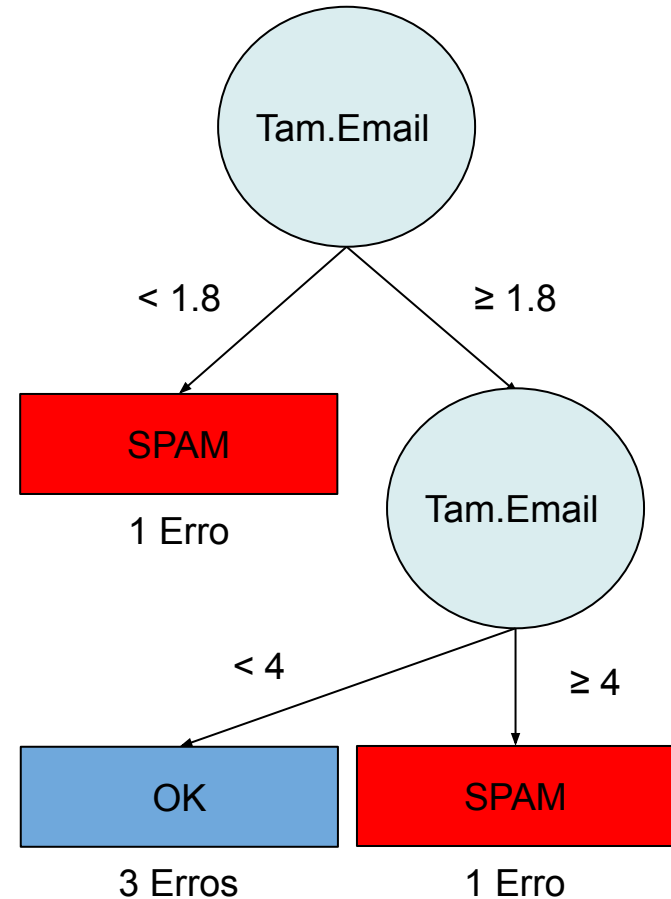 Tam.Email
< 1.8
≥ 1.8
SPAM
1 Erro
Tam.Email
< 4
≥ 4
OK
SPAM
3 Erros
1 Erro